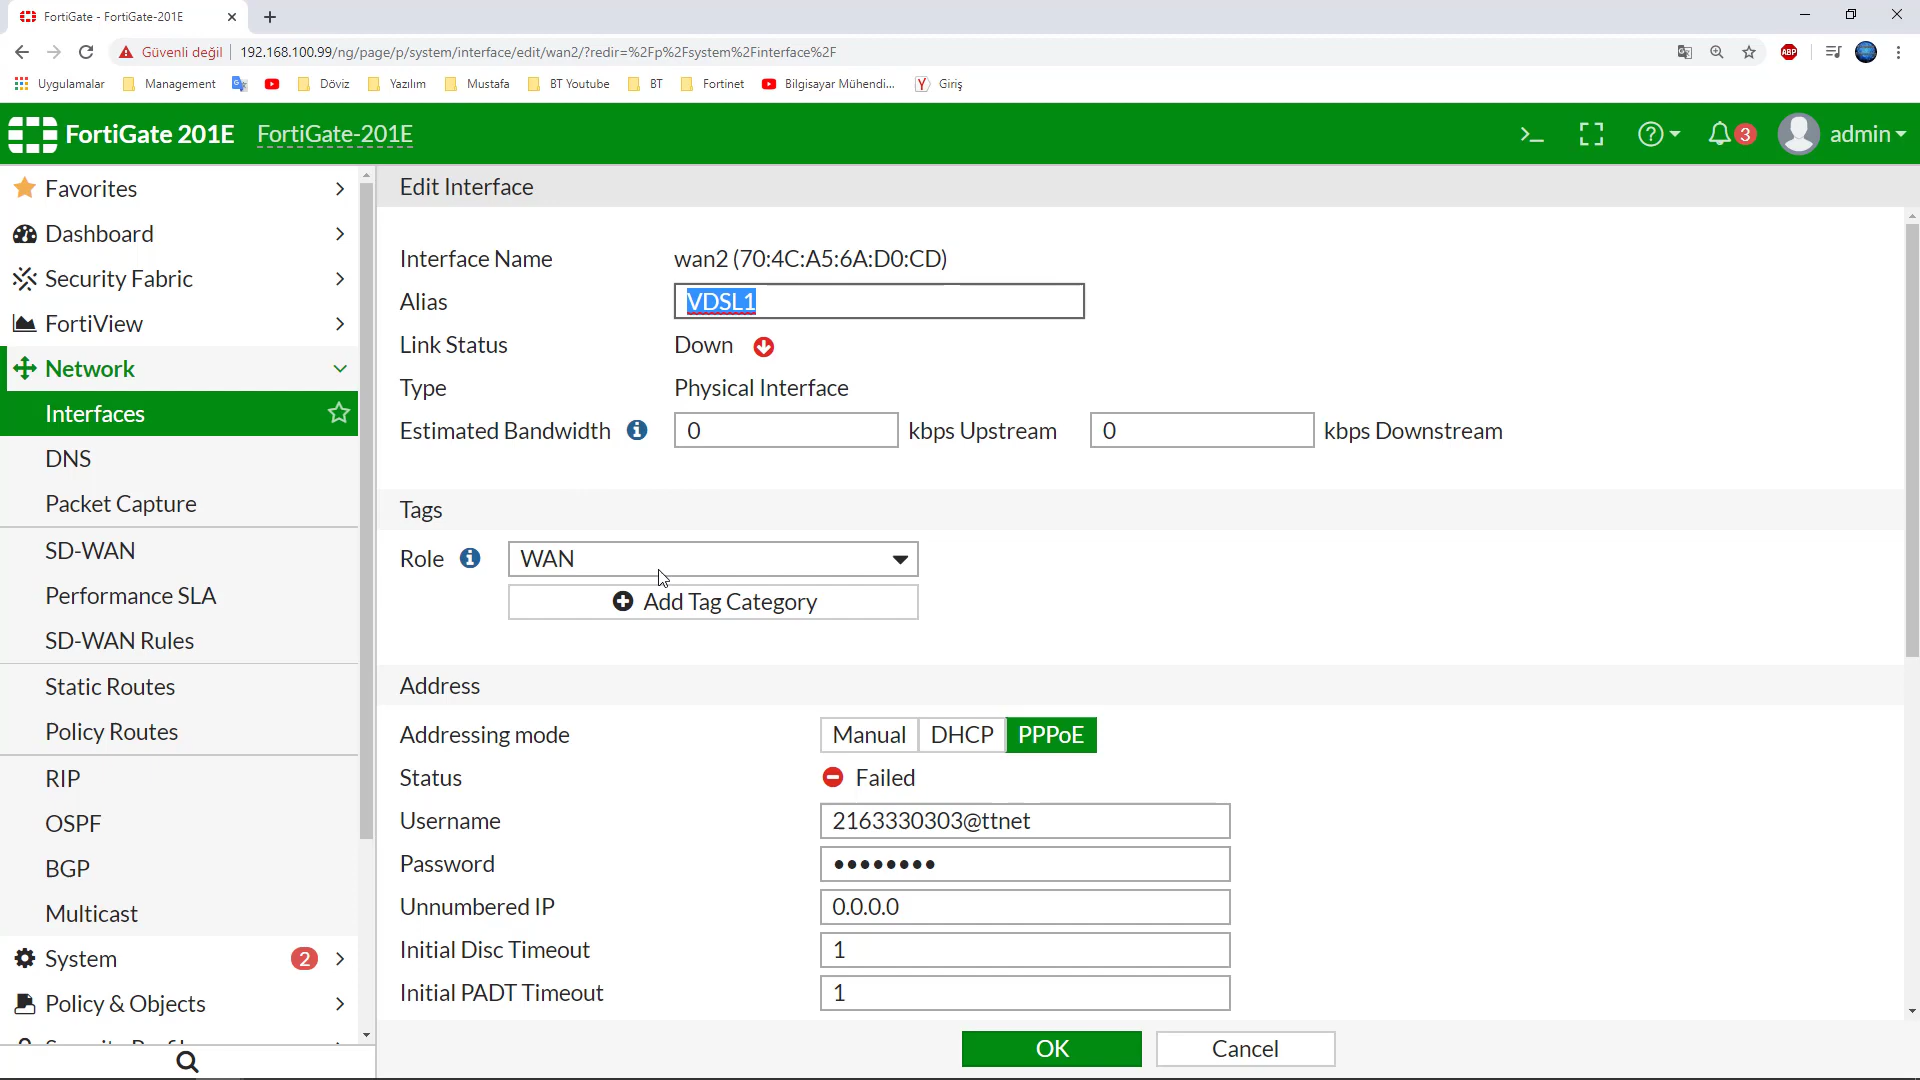 FortiGate - FortiGate-201E
Güvenli değil
192.168.100.99/ng/page/p/system/interface/edit/wan2/?redir=%2Fp%2Fsystem%2Finterface%2F
ABP
Uygulamalar
Management
Döviz
Yazılım
Mustafa
BT Youtube
BT
Fortinet
Bilgisayar Mühendi...
Giriş
FortiGate 201E
FortiGate-201E
3
admin
Favorites
Dashboard
Security Fabric
FortiView
Network
Interfaces
DNS
Packet Capture
SD-WAN
Performance SLA
SD-WAN Rules
Static Routes
Policy Routes
RIP
OSPF
BGP
Multicast
System
2
Policy & Objects
Edit Interface
Interface Name
wan2 (70:4C:A5:6A:D0:CD)
Alias
VDSL1
Link Status
Down
Type
Physical Interface
Estimated Bandwidth
0
kbps Upstream
0
kbps Downstream
Tags
Role
WAN
Add Tag Category
Address
Addressing mode
Manual
DHCP
PPPoE
Status
Failed
Username
2163330303@ttnet
Password
Unnumbered IP
0.0.0.0
Initial Disc Timeout
1
Initial PADT Timeout
1
OK
Cancel